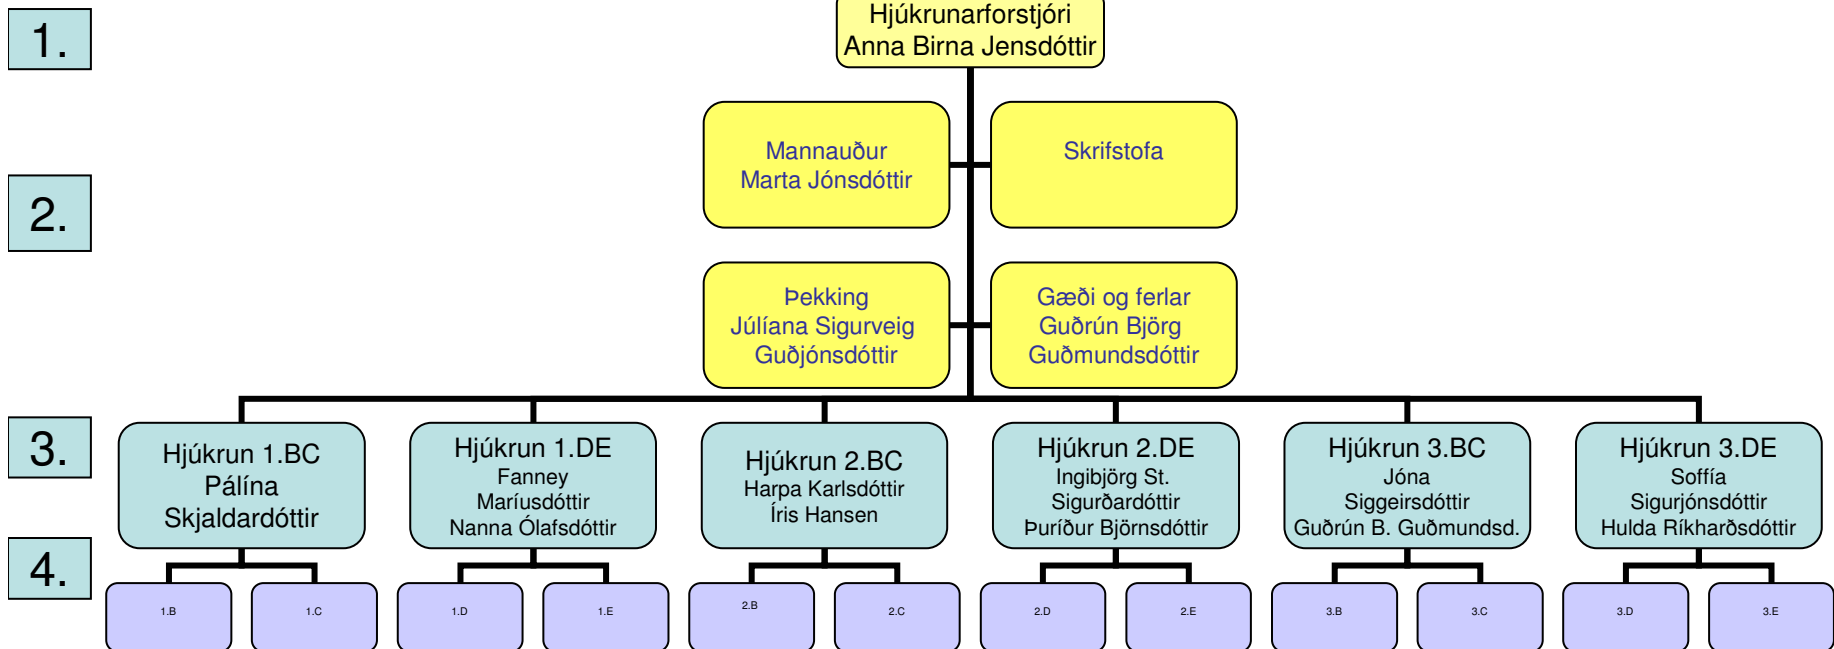 1.
Hjúkrunarforstjóri
Anna Birna Jensdóttir
2.
Mannauður
Marta Jónsdóttir
Skrifstofa
Þekking
Júlíana Sigurveig
Guðjónsdóttir
Gæði og ferlar
Guðrún Björg
Guðmundsdóttir
3.
Hjúkrun 1.BC
Pálína
Skjaldardóttir
Hjúkrun 1.DE
Fanney
Maríusdóttir
Nanna Ólafsdóttir
Hjúkrun 2.BC
Harpa Karlsdóttir
Íris Hansen
Hjúkrun 2.DE
Ingibjörg St.
Sigurðardóttir
Þuríður Björnsdóttir
Hjúkrun 3.BC
Jóna
Siggeirsdóttir
Guðrún B. Guðmundsd.
Hjúkrun 3.DE
Soffía
Sigurjónsdóttir
Hulda Ríkharðsdóttir
4.
1.B
1.C
1.D
1.E
2.B
2.C
2.D
2.E
3.B
3.C
3.D
3.E